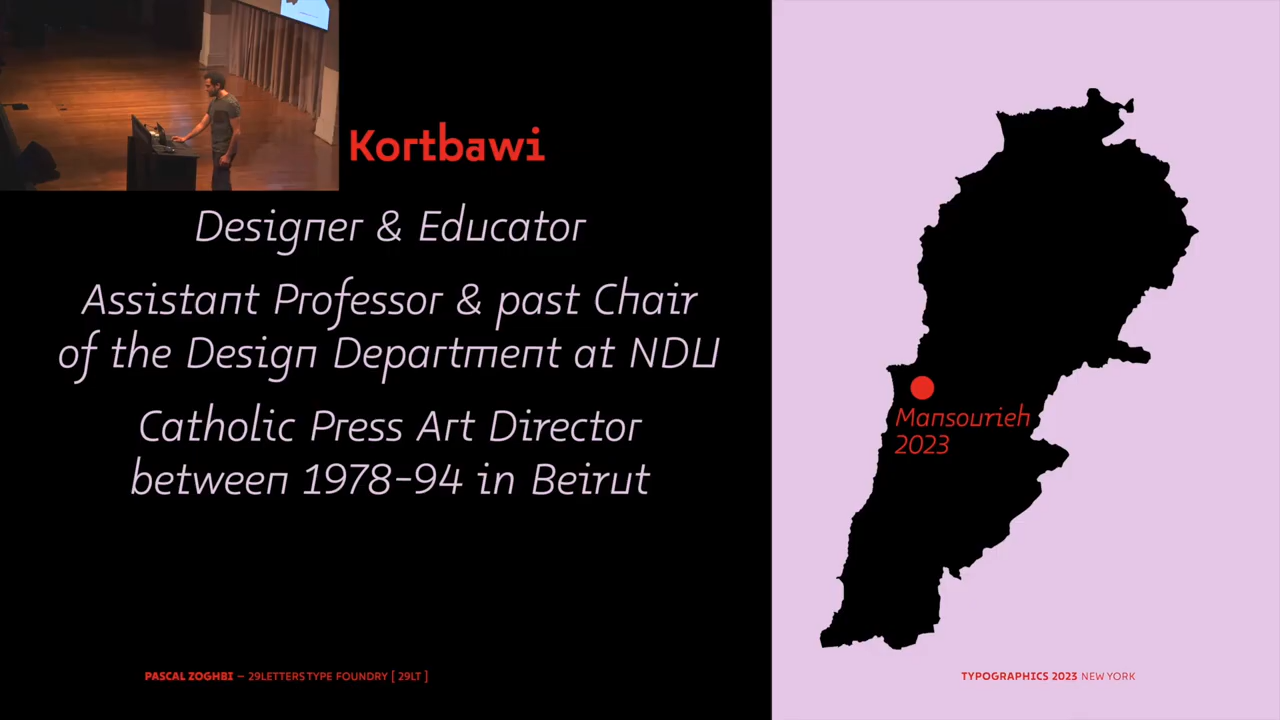 Kortbawi
Designer & Educator
Assistant Professor & past Chair
of the Design Department at NDU
Catholic Press Art Director
between 1978-94 in Beirut
Mansourieh
2023
PASCAL ZOGHBI – 29LETTERS TYPE FOUNDRY [ 29LT ]
TYPOGRAPHICS 2023 NEW YORK